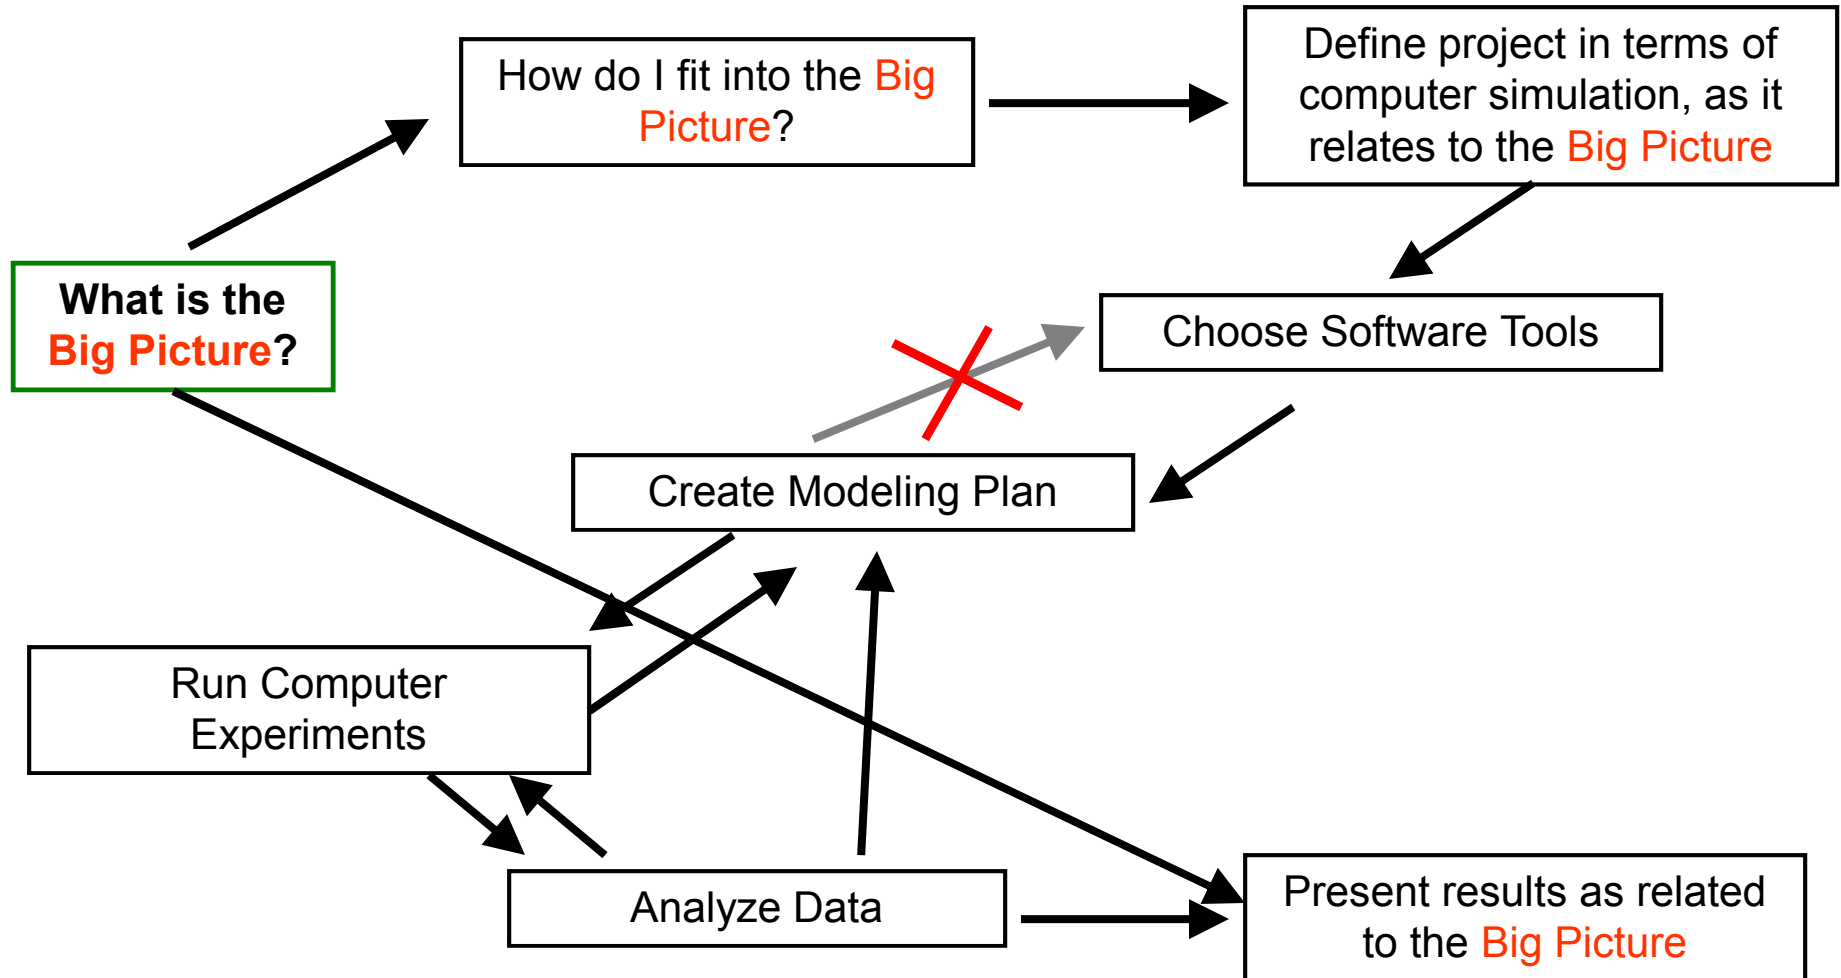 How do I fit into the Big
Picture?
Define project in terms of
computer simulation, as it
relates to the Big Picture
What is the
Big Picture?
Choose Software Tools
Create Modeling Plan
Run Computer
Experiments
Analyze Data
Present results as related
to the Big Picture